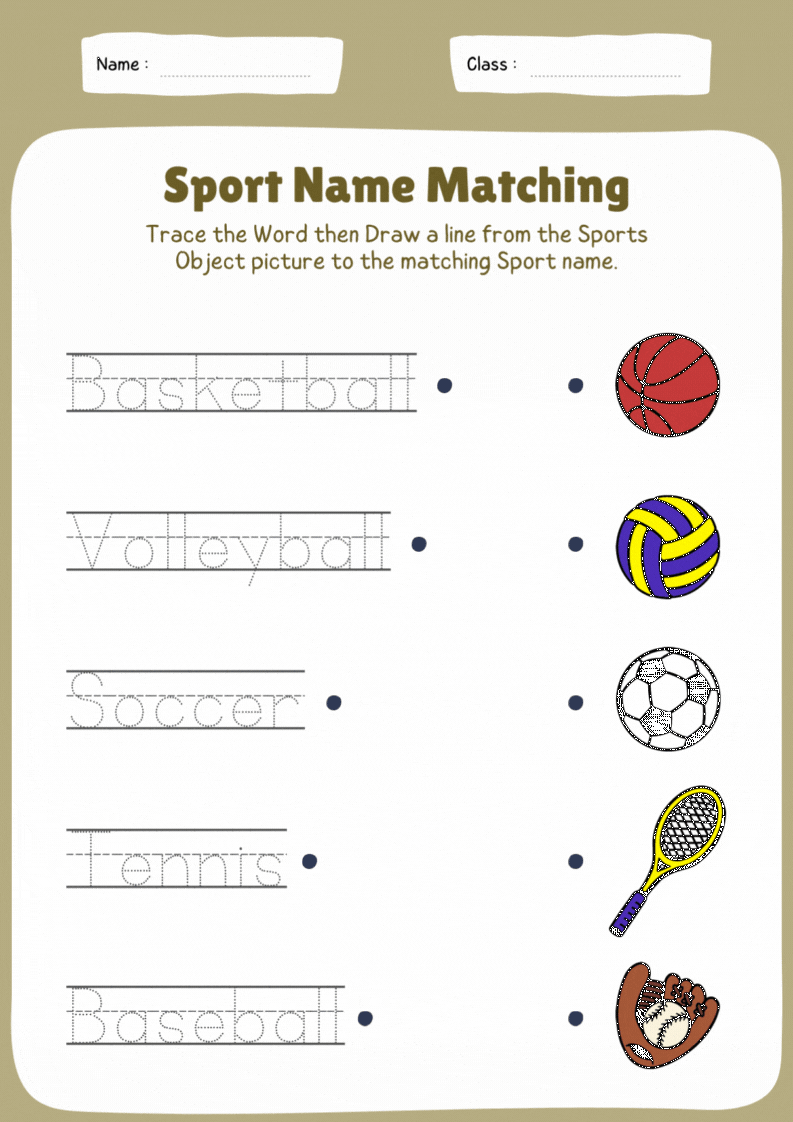 Name :
Class :
Sport Name Matching
Trace the Word then Draw a line from the Sports
Object picture to the matching Sport name.
Basketball
Volleyball
Soccer
Tennis
Baseball